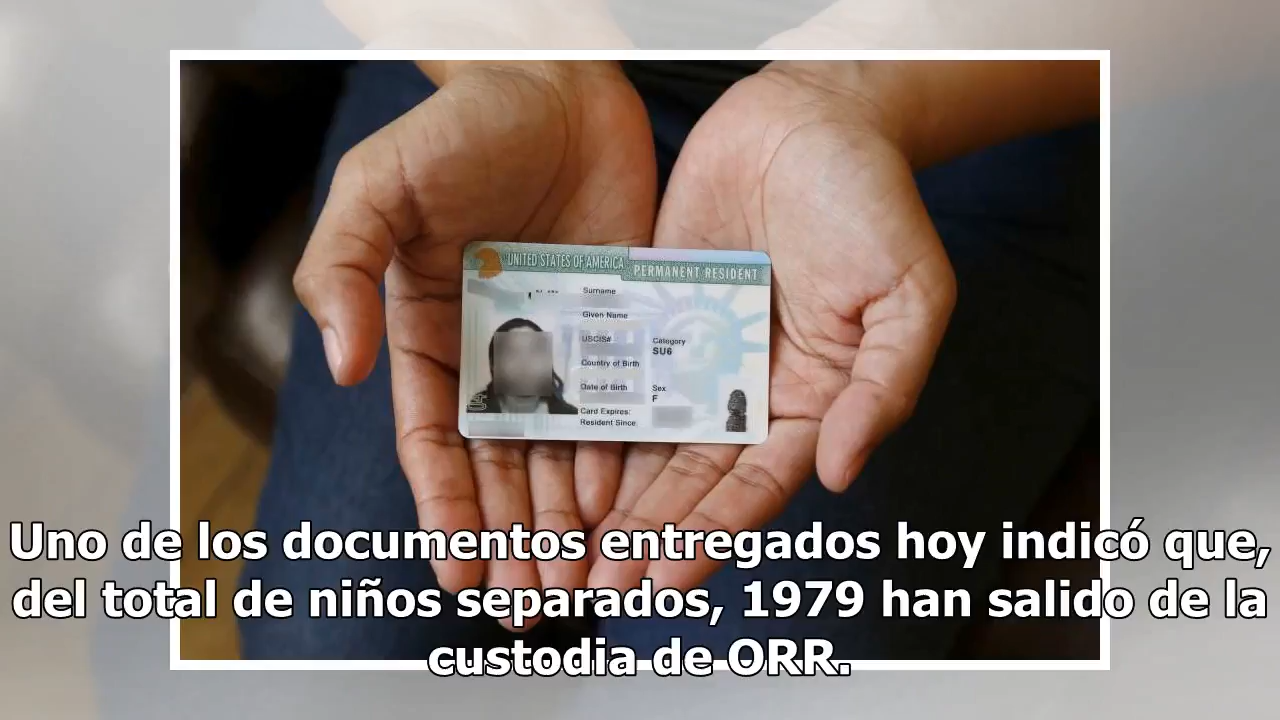 UNITED STATES OF AMERICA
PERMANENT RESIDENT
Surname
Given Name
USCIS#
Category
SU6
Country of Birth
Date of Birth
Sex
F
Card Expires:
Resident Since:
Uno de los documentos entregados hoy indicó que,
del total de niños separados, 1979 han salido de la
custodia de ORR.